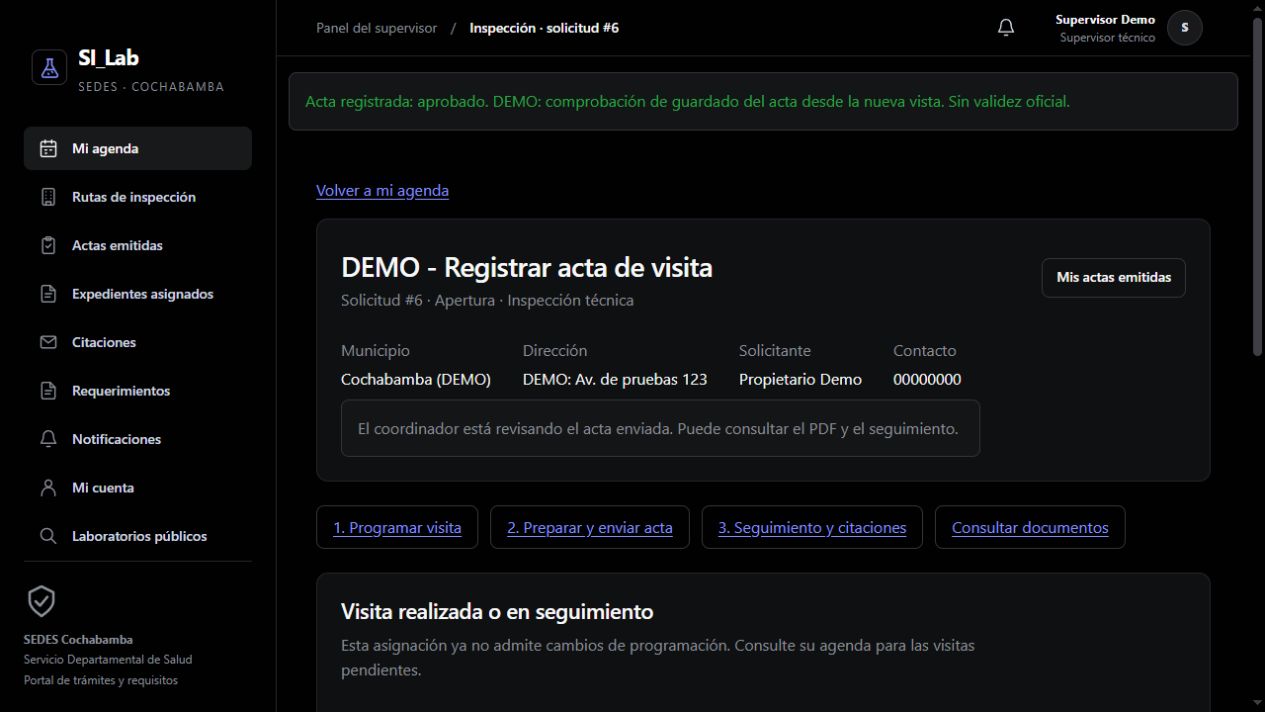 SI_Lab
SEDES · COCHABAMBA
Mi agenda
Rutas de inspección
Actas emitidas
Expedientes asignados
Citaciones
Requerimientos
Notificaciones
Mi cuenta
Laboratorios públicos
SEDES Cochabamba
Servicio Departamental de Salud
Portal de trámites y requisitos
Panel del supervisor / Inspección · solicitud #6
Supervisor Demo
Supervisor técnico
S
Acta registrada: aprobado. DEMO: comprobación de guardado del acta desde la nueva vista. Sin validez oficial.
Volver a mi agenda
DEMO - Registrar acta de visita
Solicitud #6 · Apertura · Inspección técnica
Mis actas emitidas
Municipio Dirección Solicitante Contacto
Cochabamba (DEMO) DEMO: Av. de pruebas 123 Propietario Demo 00000000
El coordinador está revisando el acta enviada. Puede consultar el PDF y el seguimiento.
1. Programar visita 2. Preparar y enviar acta 3. Seguimiento y citaciones Consultar documentos
Visita realizada o en seguimiento
Esta asignación ya no admite cambios de programación. Consulte su agenda para las visitas
pendientes.